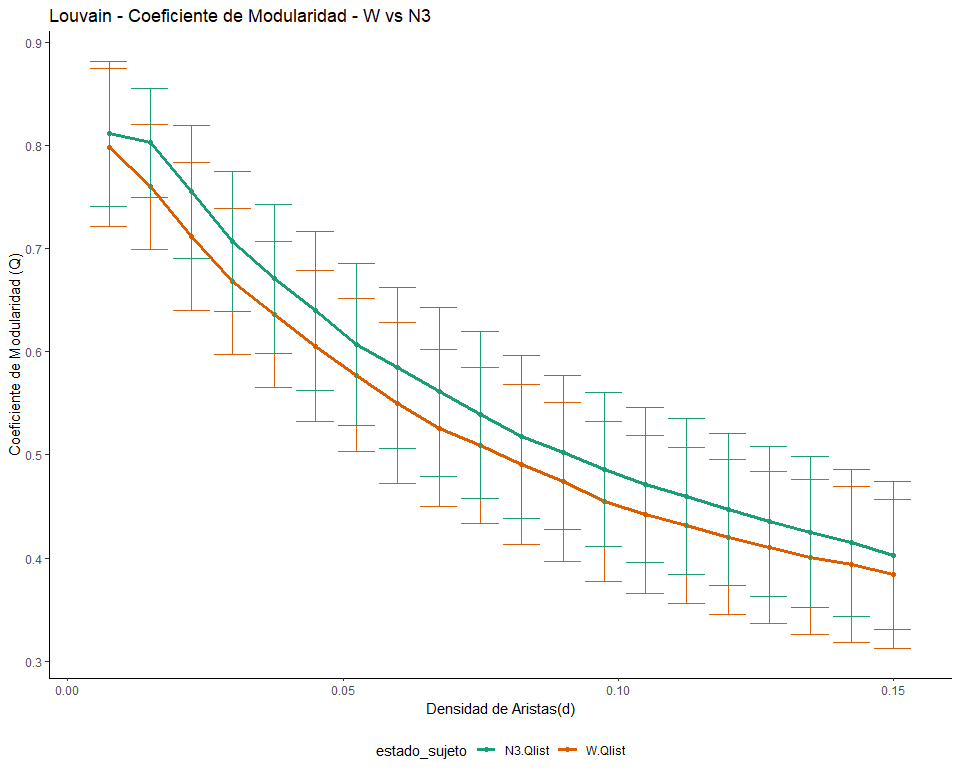 Louvain - Coeficiente de Modularidad - W vs N3
Coeficiente de Modularidad (Q)
0.9
0.8
0.7
0.6
0.5
0.4
0.3
0.00
0.05
0.10
0.15
Densidad de Aristas(d)
estado_sujeto
N3.Qlist
W.Qlist